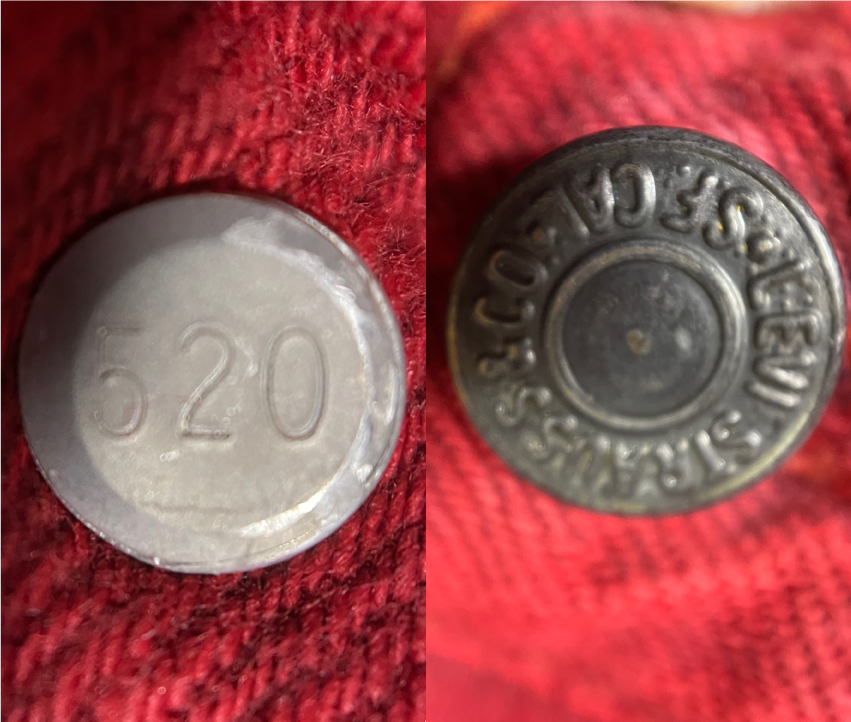 520
LEVI STRAUSS & CO. S.F. CAL.